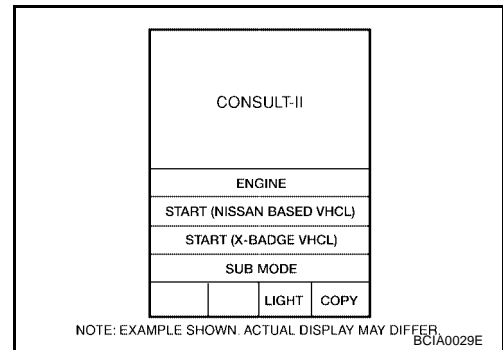 CONSULT-II
ENGINE
START (NISSAN BASED VHCL)
START (X-BADGE VHCL)
SUB MODE
LIGHT COPY
NOTE: EXAMPLE SHOWN. ACTUAL DISPLAY MAY DIFFER.
BCIA0029E